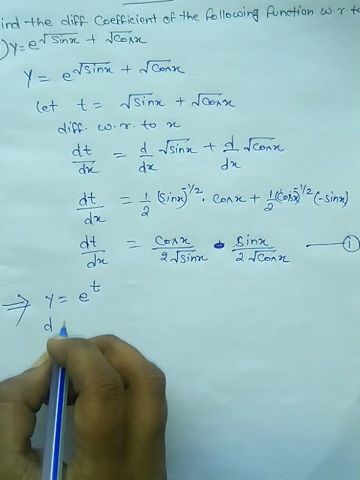 ind the diff Coefficient of the following function w.r.to
) y = e^√sinx + √cosx
y = e^√sinx + √cosx
let t = √sinx + √cosx
diff. w.r. to x
dt/dx = d/dx √sinx + d/dx √cosx
dt/dx = 1/2 (sinx)^-1/2 . cosx + 1/2 (cosx)^-1/2 (-sinx)
dt/dx = cosx/2√sinx - sinx/2√cosx —— ①
⇒ y = e^t
d